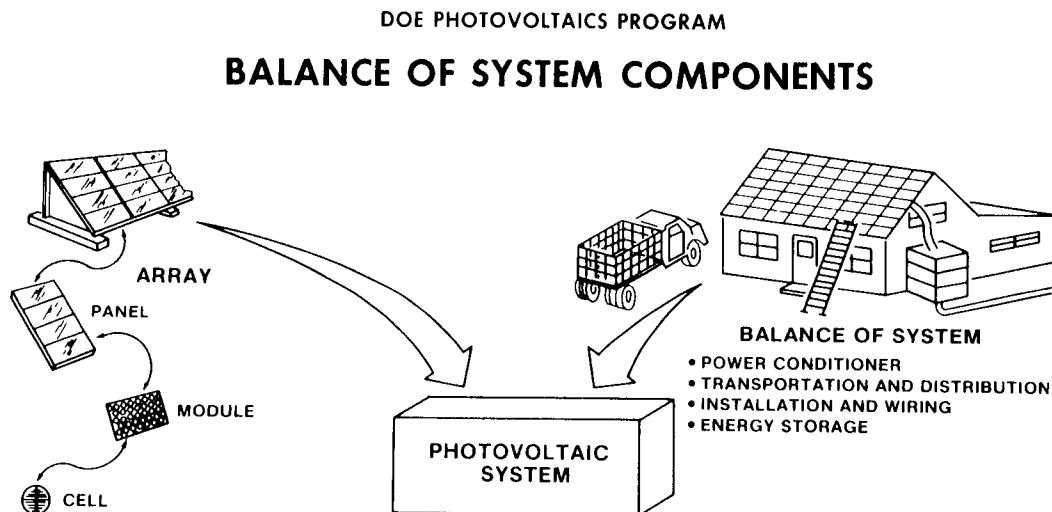 DOE PHOTOVOLTAICS PROGRAM
BALANCE OF SYSTEM COMPONENTS
ARRAY
PANEL
MODULE
CELL
PHOTOVOLTAIC
SYSTEM
BALANCE OF SYSTEM
• POWER CONDITIONER
• TRANSPORTATION AND DISTRIBUTION
• INSTALLATION AND WIRING
• ENERGY STORAGE